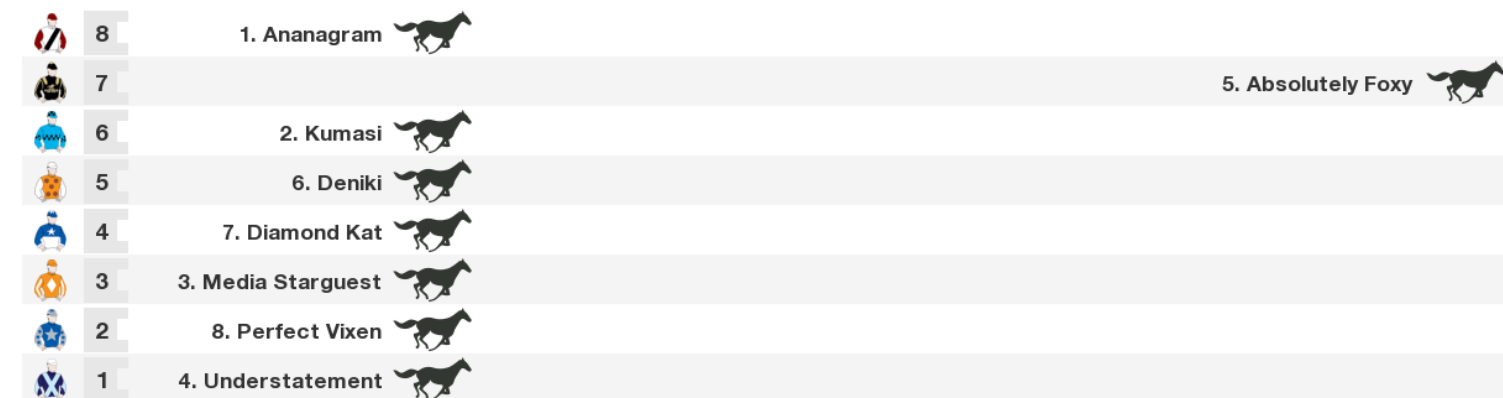 8 1. Ananagram
7 5. Absolutely Foxy
6 2. Kumasi
5 6. Deniki
4 7. Diamond Kat
3 3. Media Starguest
2 8. Perfect Vixen
1 4. Understatement